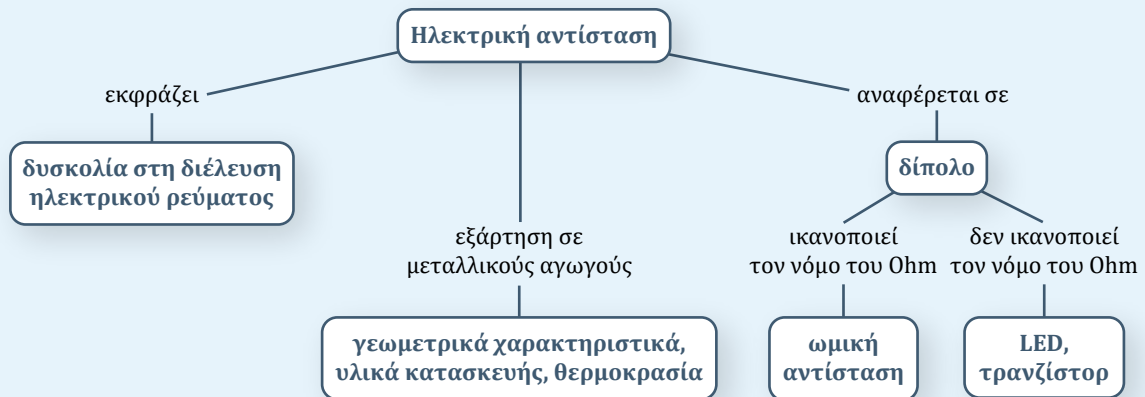 Ηλεκτρική αντίσταση
εκφράζει
δυσκολία στη διέλευση
ηλεκτρικού ρεύματος
εξάρτηση σε
μεταλλικούς αγωγούς
γεωμετρικά χαρακτηριστικά,
υλικά κατασκευής, θερμοκρασία
αναφέρεται σε
δίπολο
ικανοποιεί
τον νόμο του Ohm
ωμική
αντίσταση
δεν ικανοποιεί
τον νόμο του Ohm
LED,
τρανζίστορ